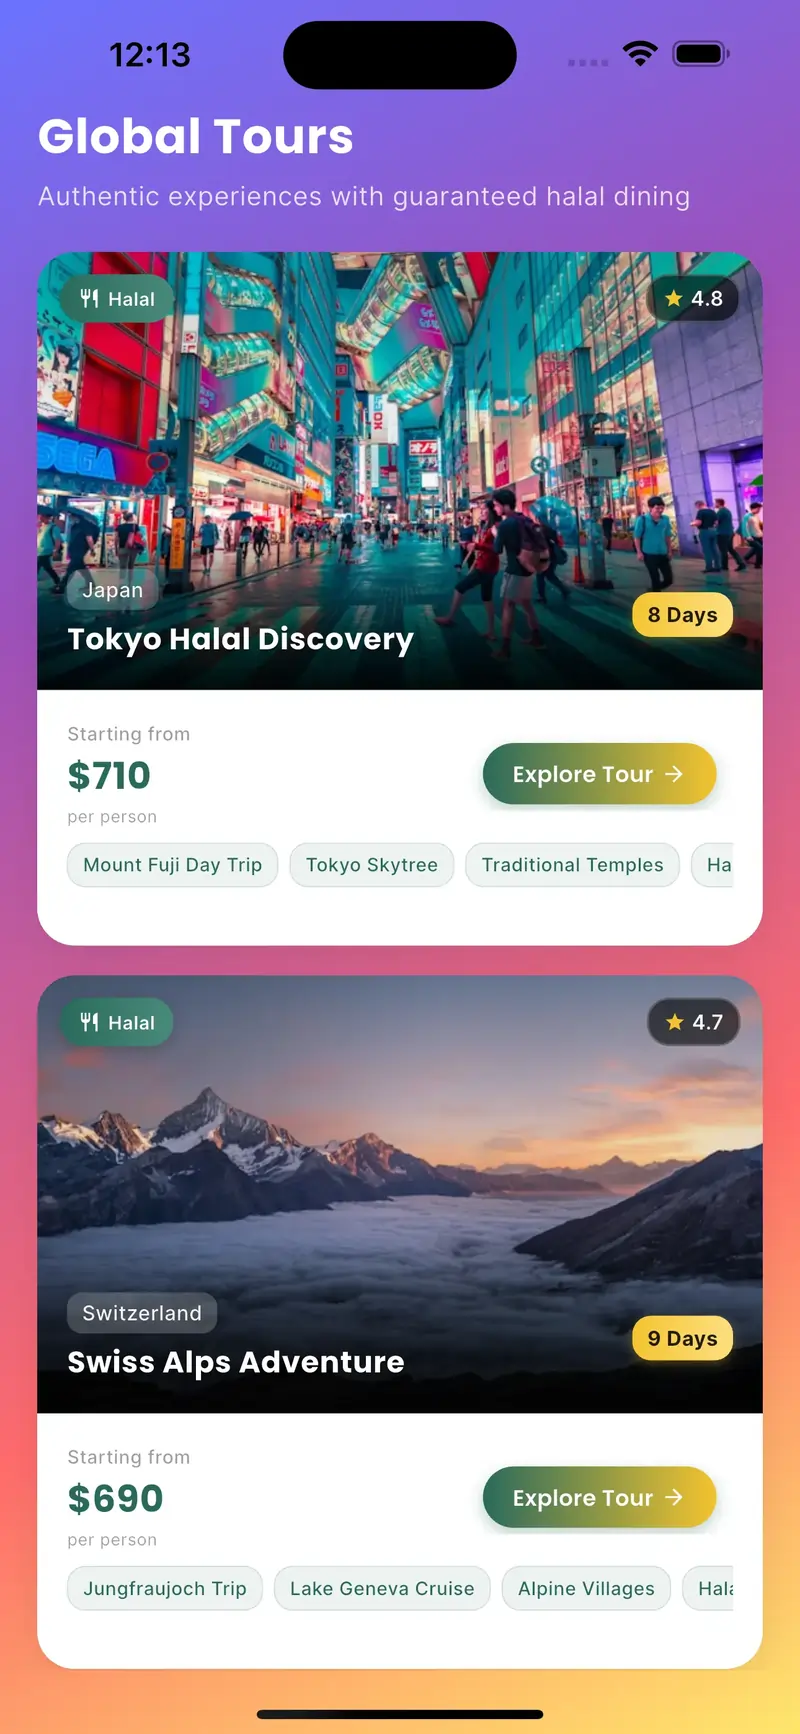 12:13
Global Tours
Authentic experiences with guaranteed halal dining
Halal
4.8
SEGA
Japan
8 Days
Tokyo Halal Discovery
Starting from
$710
Explore Tour →
per person
Mount Fuji Day Trip
Tokyo Skytree
Traditional Temples
Ha
Halal
4.7
Switzerland
9 Days
Swiss Alps Adventure
Starting from
$690
Explore Tour →
per person
Jungfraujoch Trip
Lake Geneva Cruise
Alpine Villages
Hala